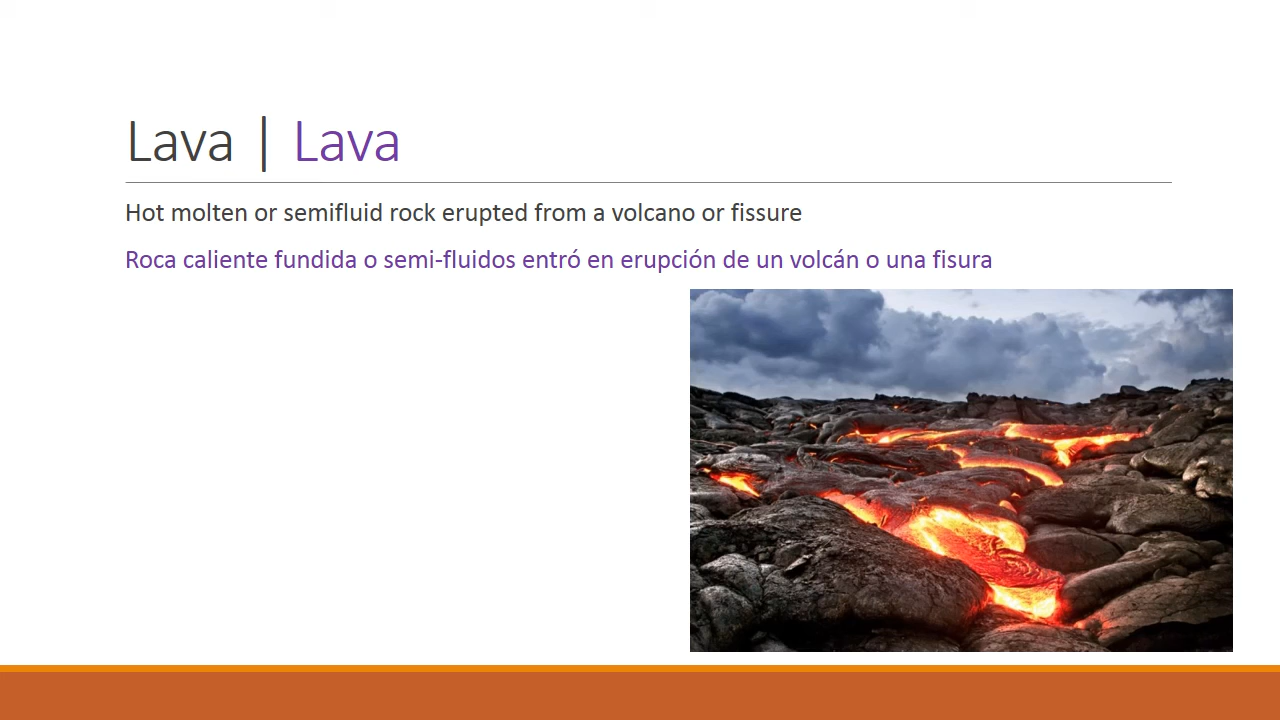 Lava | Lava
Hot molten or semifluid rock erupted from a volcano or fissure
Roca caliente fundida o semi-fluidos entró en erupción de un volcán o una fisura